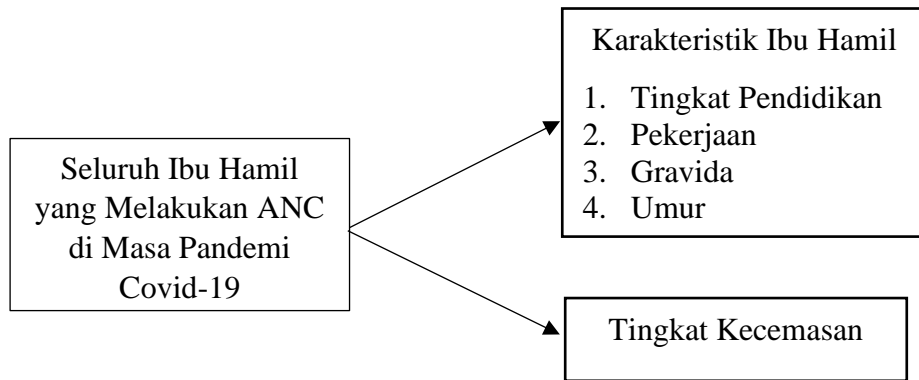 Seluruh Ibu Hamil
yang Melakukan ANC
di Masa Pandemi
Covid-19
Karakteristik Ibu Hamil
1. Tingkat Pendidikan
2. Pekerjaan
3. Gravida
4. Umur
Tingkat Kecemasan